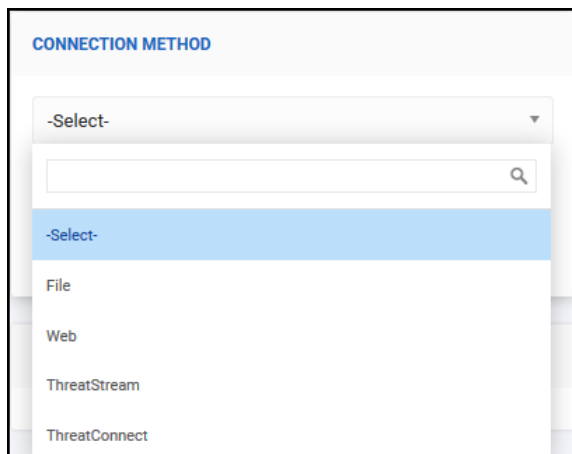 CONNECTION METHOD
-Select-
-Select-
File
Web
ThreatStream
ThreatConnect